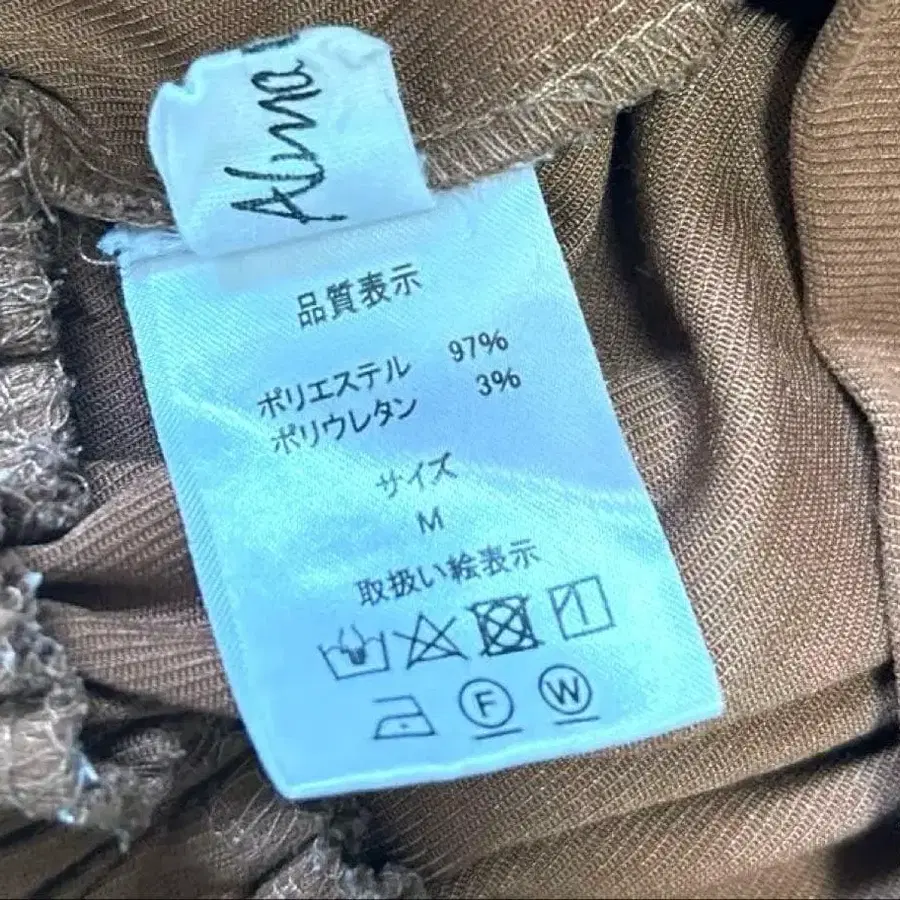 Alma
品質表示
ポリエステル 97%
ポリウレタン 3%
サイズ
M
取扱い絵表示
F W